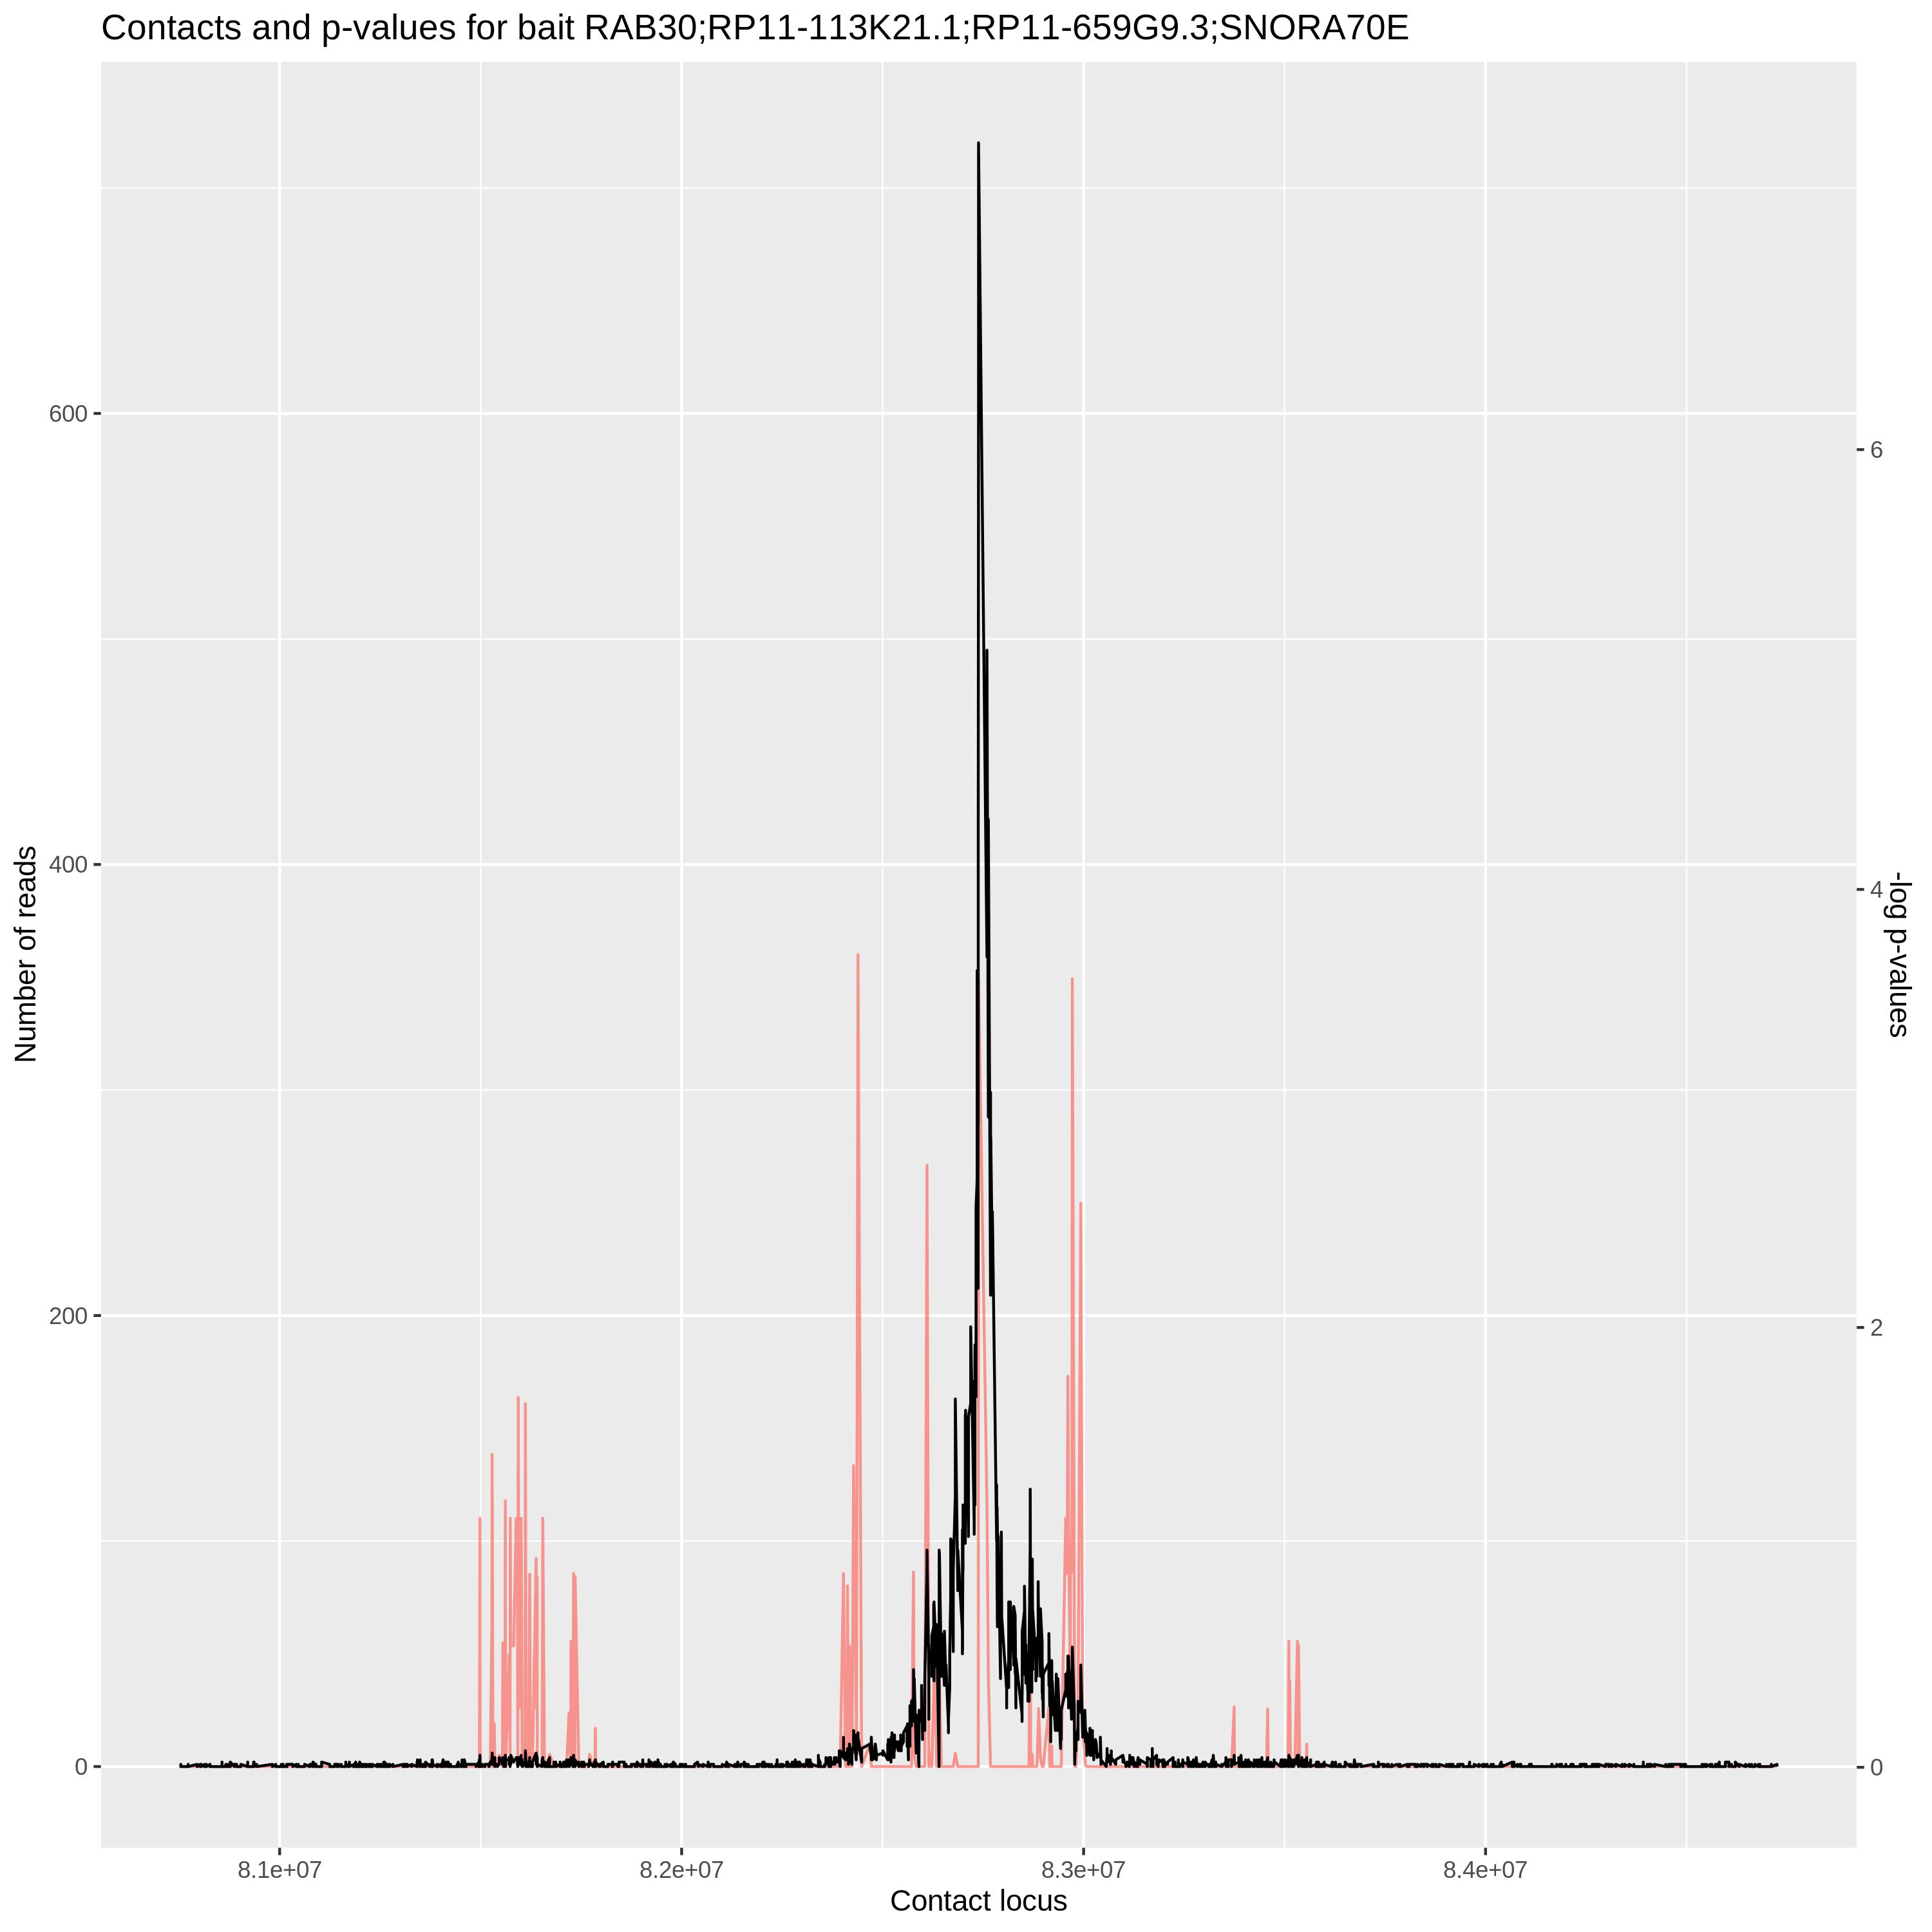 Contacts and p-values for bait RAB30;RP11-113K21.1;RP11-659G9.3;SNORA70E
Number of reads
600
400
200
0
6
4
2
0
-log p-values
8.1e+07
8.2e+07
8.3e+07
8.4e+07
Contact locus